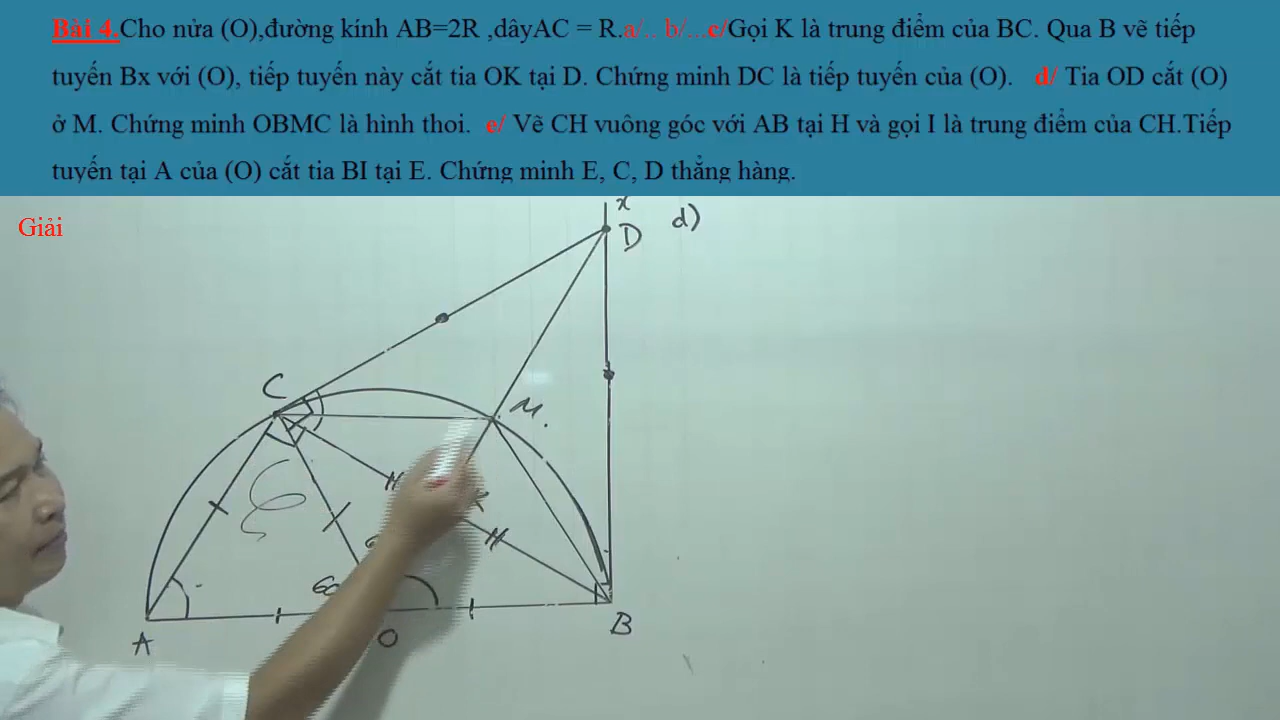 Bài 4.Cho nửa (O),đường kính AB=2R ,dâyAC = R.a/.. b/...c/Gọi K là trung điểm của BC. Qua B vẽ tiếp
tuyến Bx với (O), tiếp tuyến này cắt tia OK tại D. Chứng minh DC là tiếp tuyến của (O). d/ Tia OD cắt (O)
ở M. Chứng minh OBMC là hình thoi. e/ Vẽ CH vuông góc với AB tại H và gọi I là trung điểm của CH.Tiếp
tuyến tại A của (O) cắt tia BI tại E. Chứng minh E, C, D thẳng hàng.
Giải
x
D
d)
C
M.
K
60
A
O
B